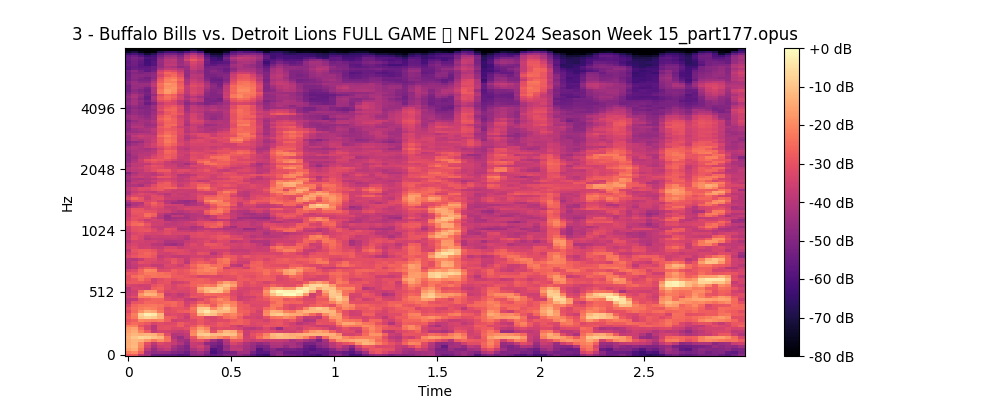 3 - Buffalo Bills vs. Detroit Lions FULL GAME ▯ NFL 2024 Season Week 15_part177.opus
+0 dB
4096
-10 dB
-20 dB
2048
-30 dB
Hz
-40 dB
1024
-50 dB
512
-60 dB
-70 dB
0
-80 dB
0 0.5 1 1.5 2 2.5
Time